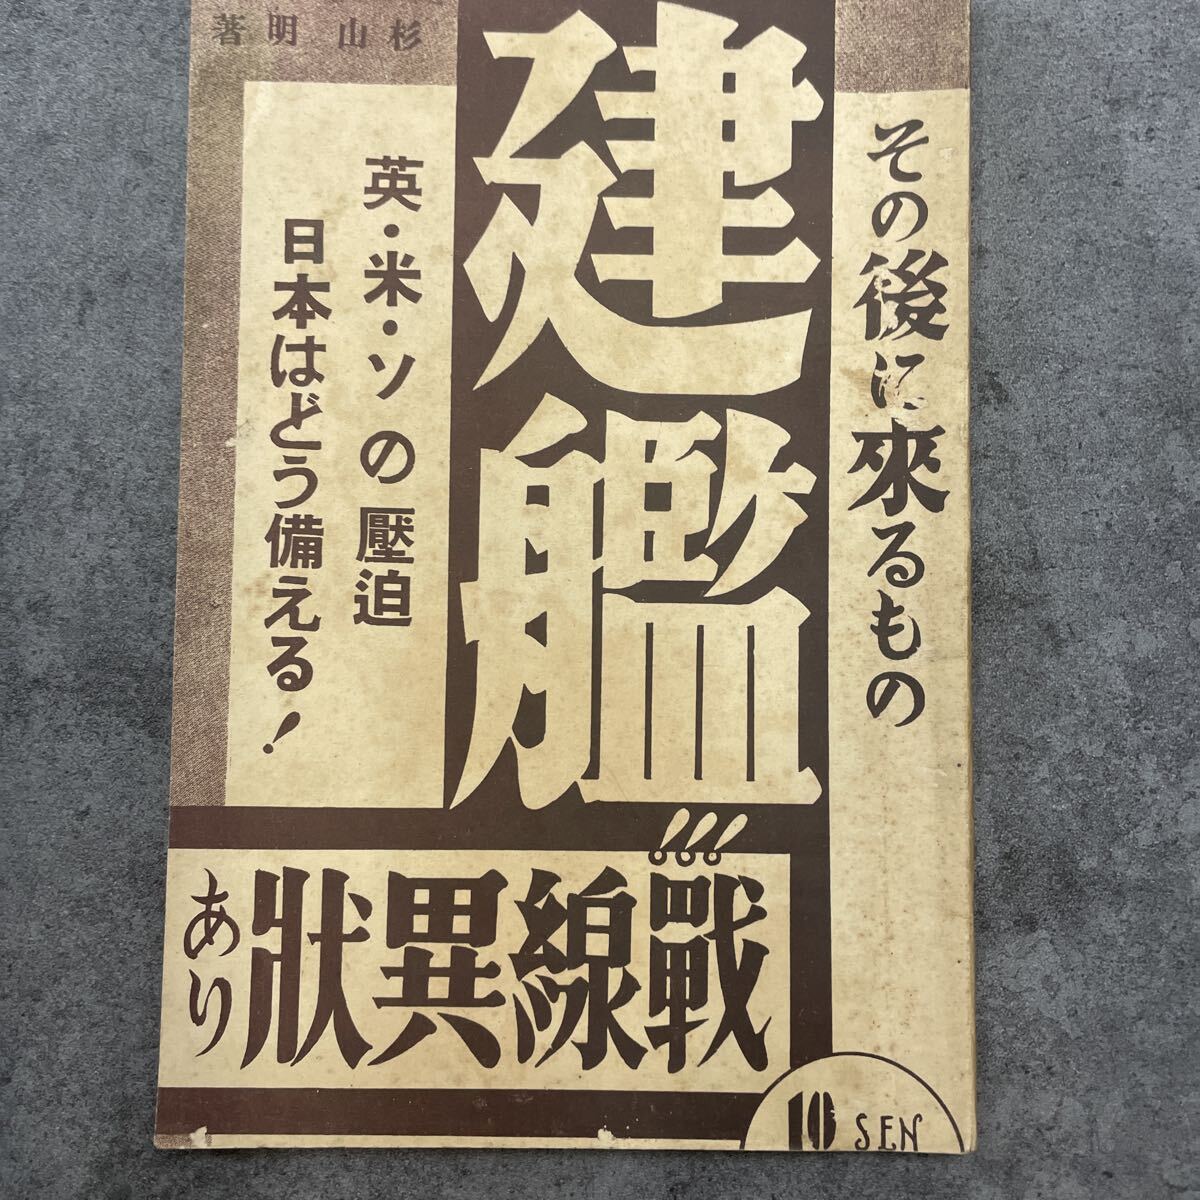 杉山明著
その後に來るもの
建艦!!!
戰線異狀あり
英・米・ソの壓迫
日本はどう備える!
10 SEN